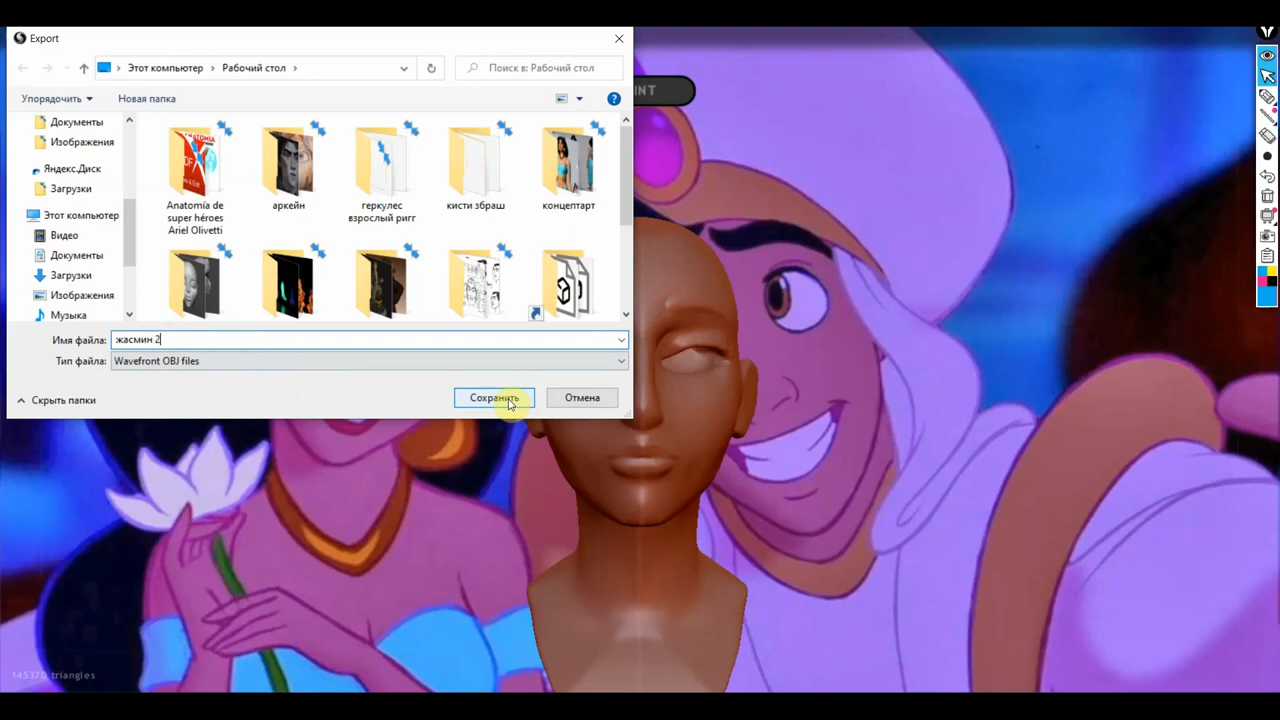 Export
Этот компьютер
Рабочий стол
Поиск в: Рабочий стол
Упорядочить
Новая папка
Документы
Изображения
Яндекс.Диск
Загрузки
Этот компьютер
Видео
Документы
Загрузки
Изображения
Музыка
Anatomía de
super héroes
Ariel Olivetti
аркейн
геркулес
взрослый ригг
кисти збраш
концептарт
Имя файла:
жасмин 2
Тип файла:
Wavefront OBJ files
Скрыть папки
Сохранить
Отмена
INT
145370 triangles